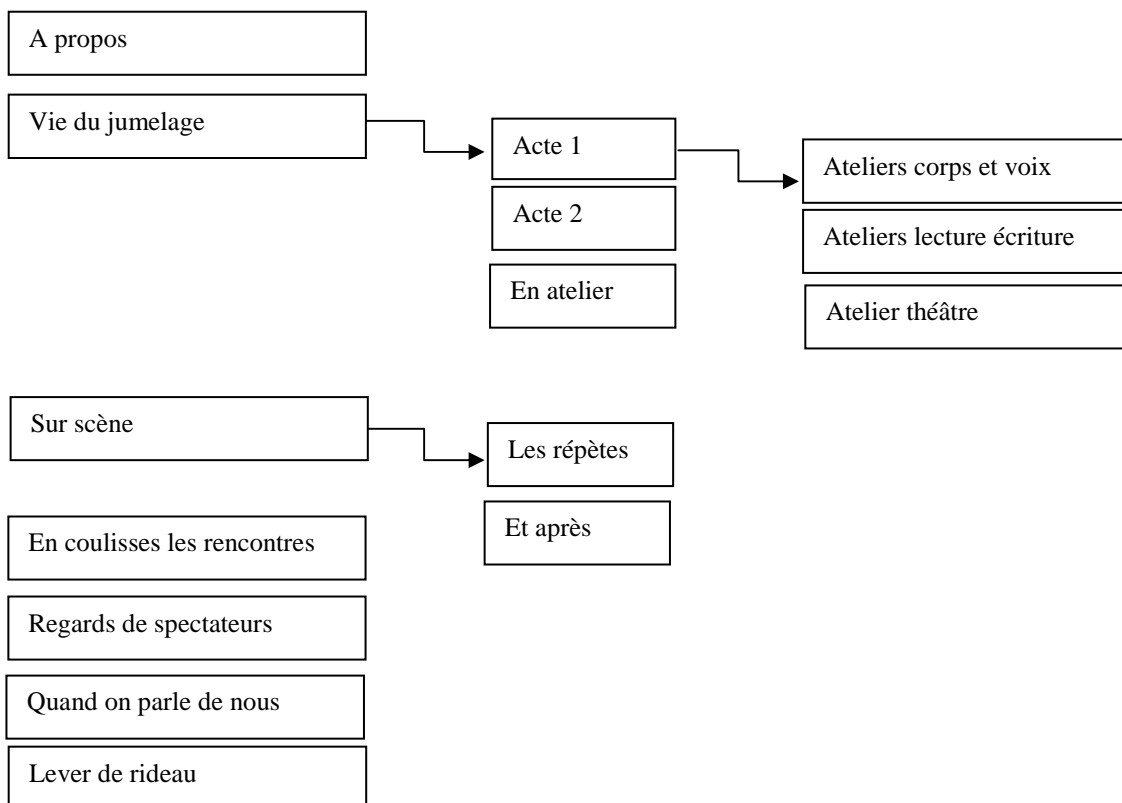 A propos
Vie du jumelage
Acte 1
Ateliers corps et voix
Acte 2
Ateliers lecture écriture
En atelier
Atelier théâtre
Sur scène
Les répètes
Et après
En coulisses les rencontres
Regards de spectateurs
Quand on parle de nous
Lever de rideau